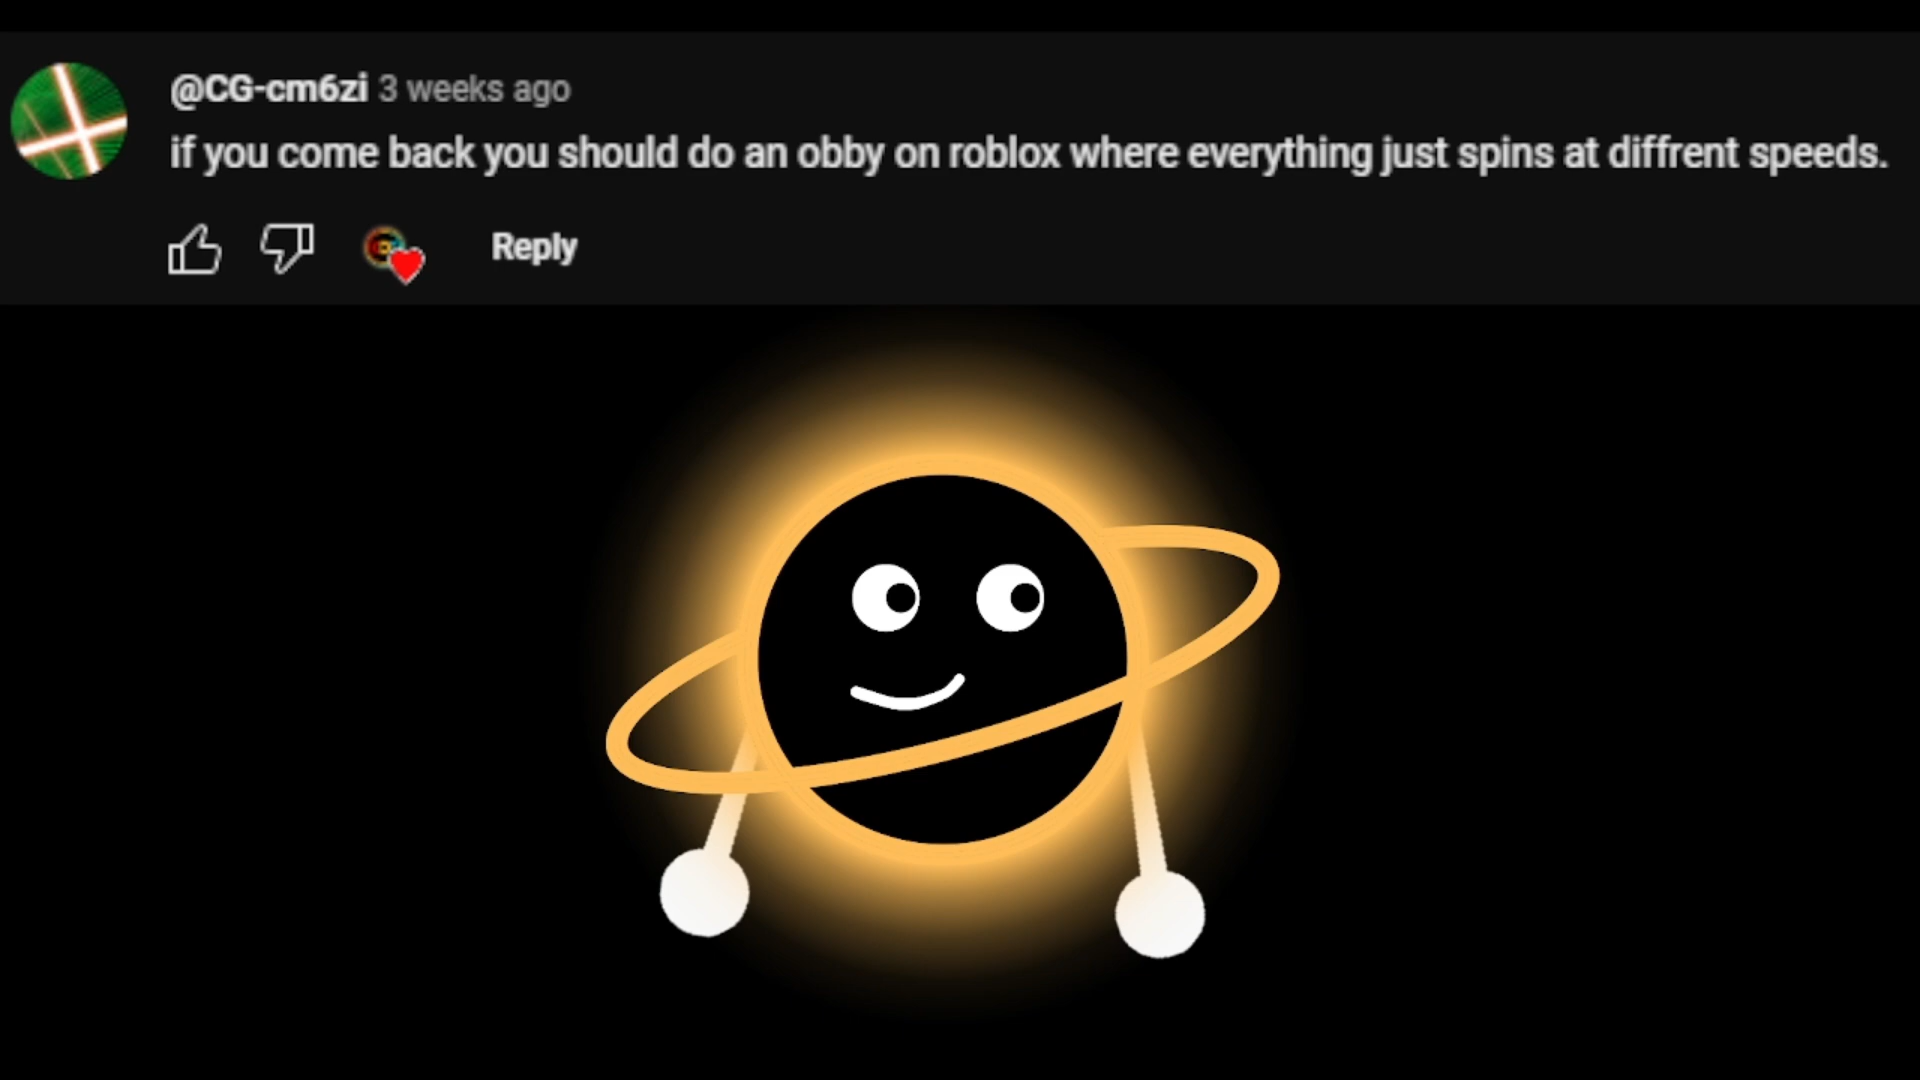 @CG-cm6zi 3 weeks ago
if you come back you should do an obby on roblox where everything just spins at diffrent speeds.
Reply